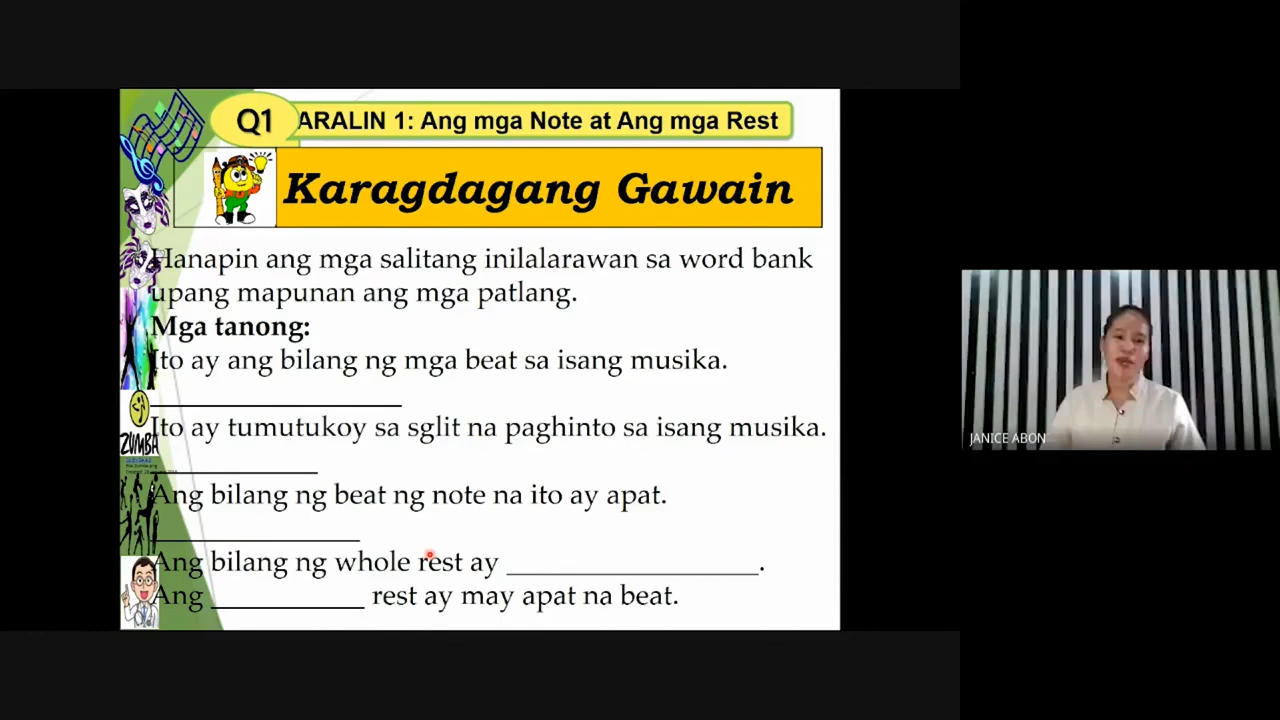 Q1
ARALIN 1: Ang mga Note at Ang mga Rest
Karagdagang Gawain
Hanapin ang mga salitang inilalarawan sa word bank
upang mapunan ang mga patlang.
Mga tanong:
Ito ay ang bilang ng mga beat sa isang musika.
Ito ay tumutukoy sa sglit na paghinto sa isang musika.
ZUMBA
Ang bilang ng beat ng note na ito ay apat.
Ang bilang ng whole rest ay ____________________.
Ang ____________ rest ay may apat na beat.
JANICE ABON